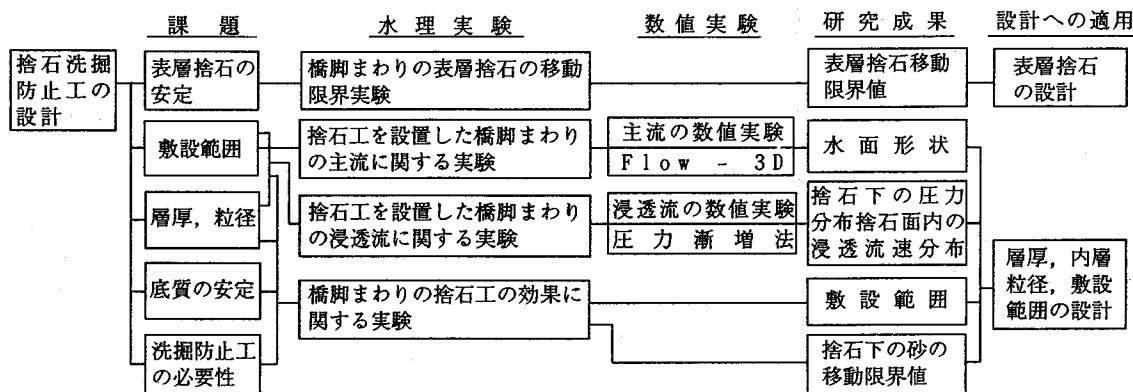 課題
水理実験
数値実験
研究成果
設計への適用
捨石洗掘
防止工の
設計
表層捨石の
安定
橋脚まわりの表層捨石の移動
限界実験
表層捨石移動
限界値
表層捨石
の設計
敷設範囲
捨石工を設置した橋脚まわり
の主流に関する実験
主流の数値実験
Flow - 3D
水面形状
層厚，粒径
捨石工を設置した橋脚まわり
の浸透流に関する実験
浸透流の数値実験
圧力漸増法
捨石下の圧力
分布捨石面内の
浸透流速分布
底質の安定
橋脚まわりの捨石工の効果に
関する実験
敷設範囲
層厚，内層
粒径，敷設
範囲の設計
洗掘防止工
の必要性
捨石下の砂の
移動限界値